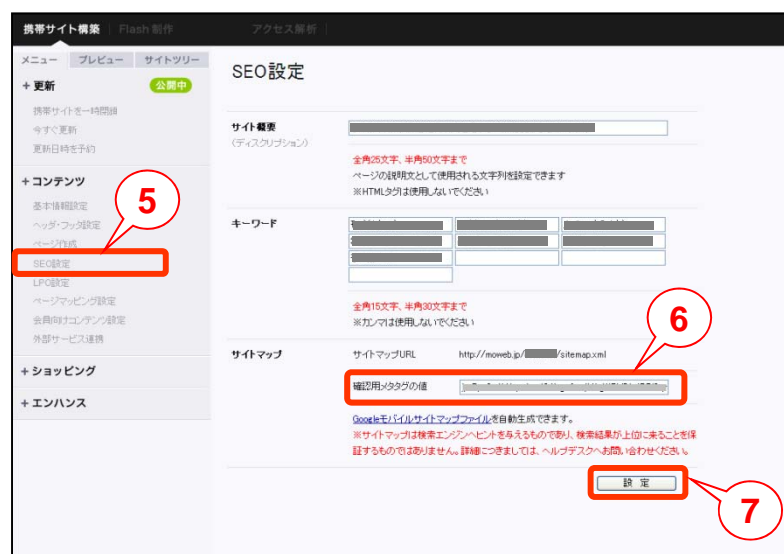 携帯サイト構築 Flash 制作 アクセス解析
メニュー プレビュー サイトツリー
+ 更新 公開中
携帯サイトを一時閉鎖
今すぐ更新
更新日時を予約
+ コンテンツ
基本情報設定
ヘッダ・フッタ設定
ページ作成
SEO設定
LPO設定
ページマッピング設定
会員向けコンテンツ設定
外部サービス連携
+ ショッピング
+ エンハンス
5
SEO設定
サイト概要
(ディスクリプション)
全角25文字、半角50文字まで
ページの説明文として使用される文字列を設定できます
※HTMLタグは使用しないでください
キーワード
全角15文字、半角30文字まで
※カンマは使用しないでください
6
サイトマップ サイトマップURL http://moweb.jp/ /sitemap.xml
確認用メタタグの値
Googleモバイルサイトマップファイルを自動生成できます。
※サイトマップは検索エンジンへヒントを与えるものであり、検索結果が上位に来ることを保
証するものではありません。詳細につきましては、ヘルプデスクへお問い合わせください。
設 定
7